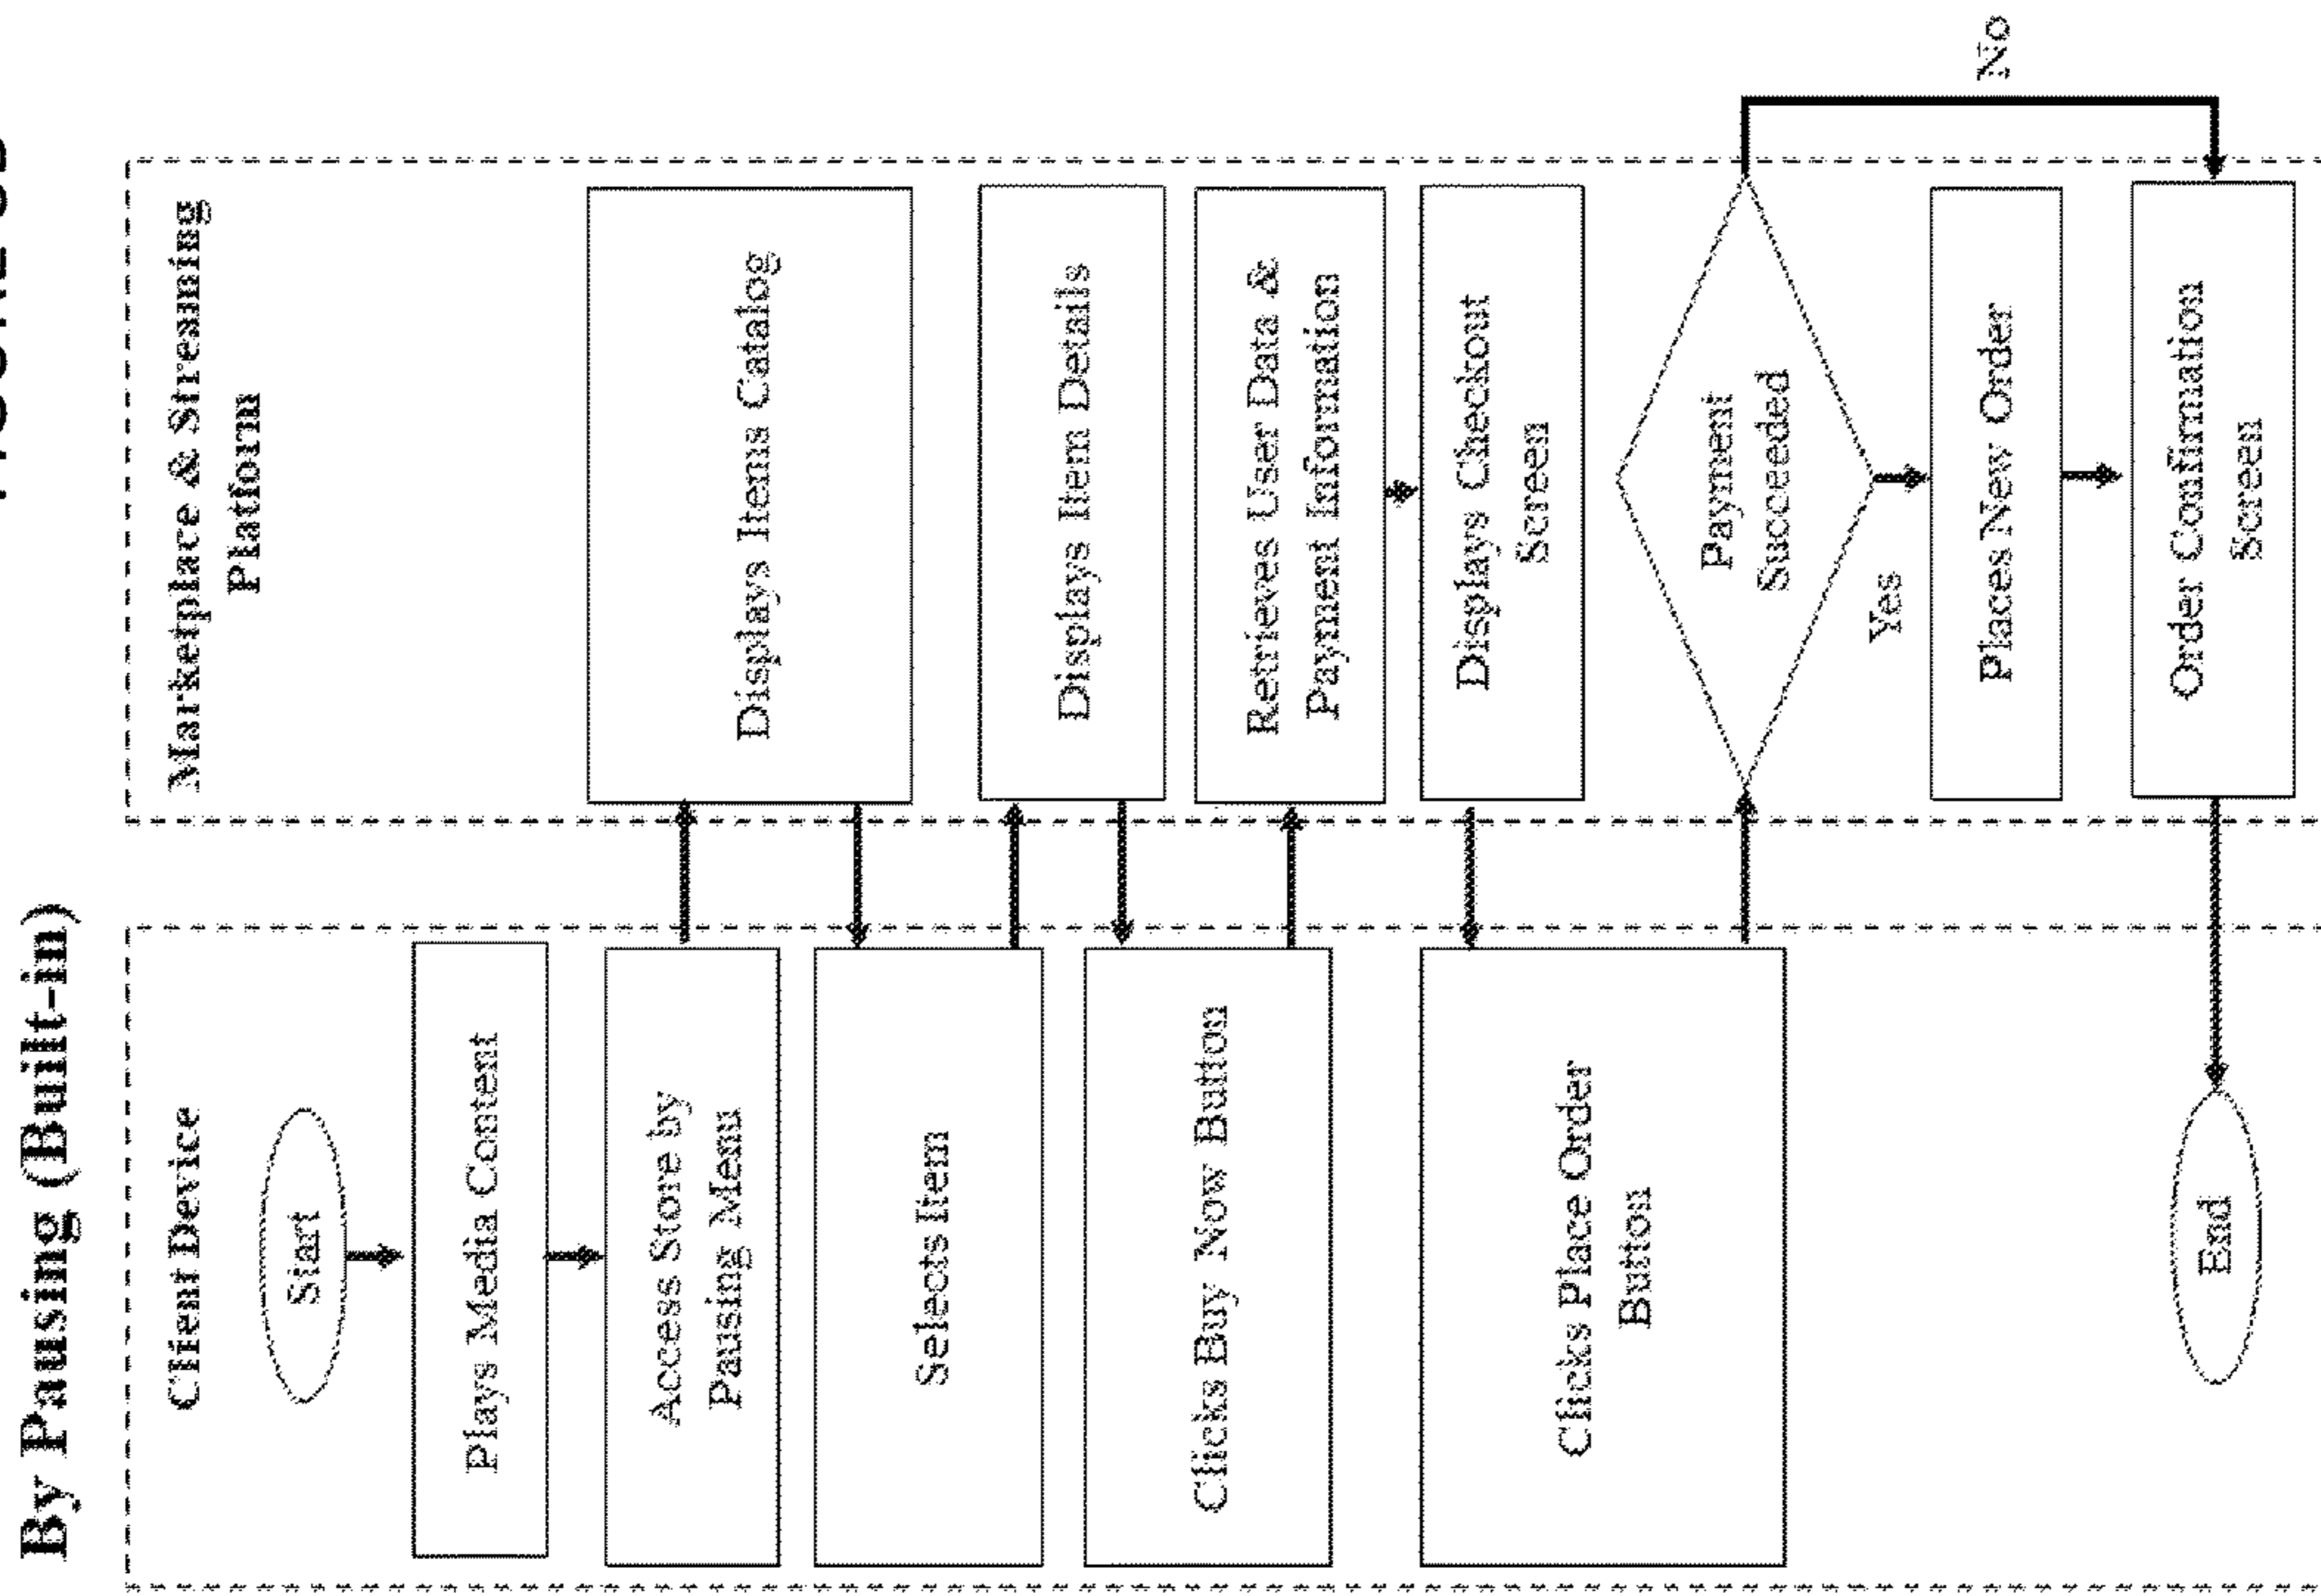 By Pausing (Built-in)
Client Device
Start
Plays Media Content
Access Store by
Pausing Menu
Selects Item
Clicks Buy Now Button
Clicks Place Order
Button
End
Marketplace & Streaming
Platform
Displays Items Catalog
Displays Item Details
Retrieves User Data &
Payment Information
Displays Checkout
Screen
Payment
Succeeded
Yes
No
Places New Order
Order Confirmation
Screen